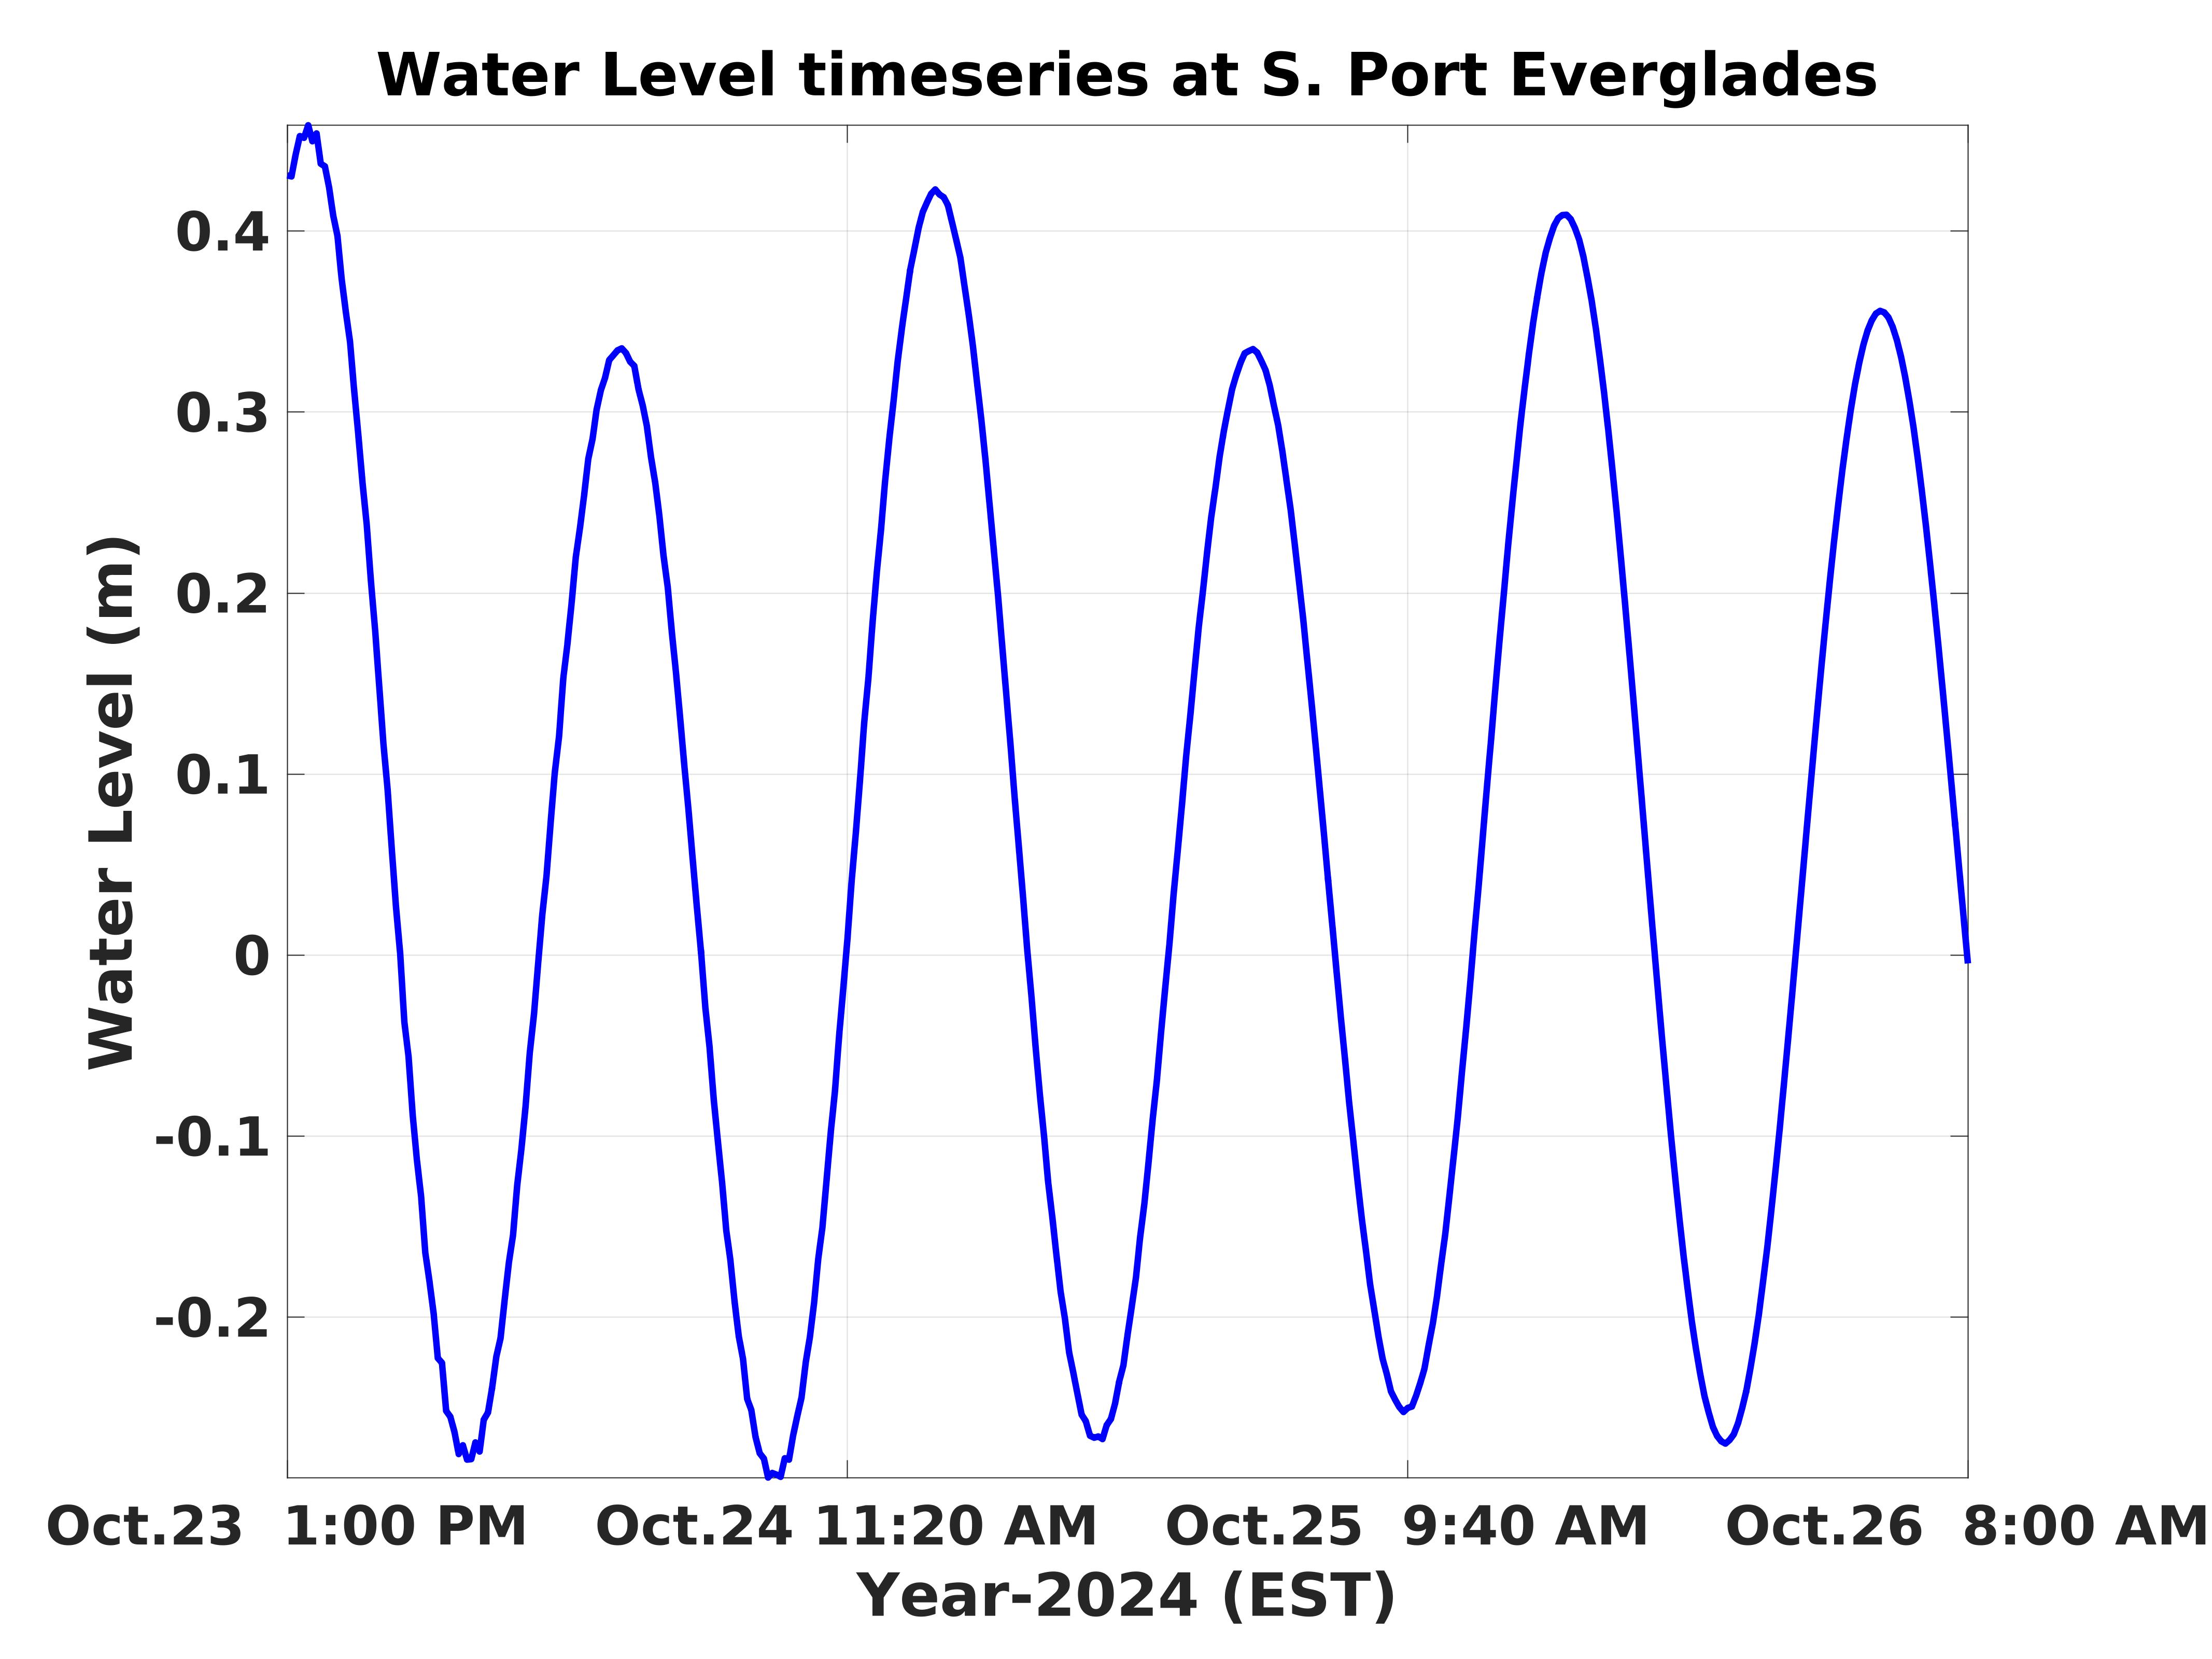 Water Level timeseries at S. Port Everglades
0.4
0.3
0.2
0.1
0
-0.1
-0.2
Water Level (m)
Oct.23 1:00 PM Oct.24 11:20 AM Oct.25 9:40 AM Oct.26 8:00 AM
Year-2024 (EST)